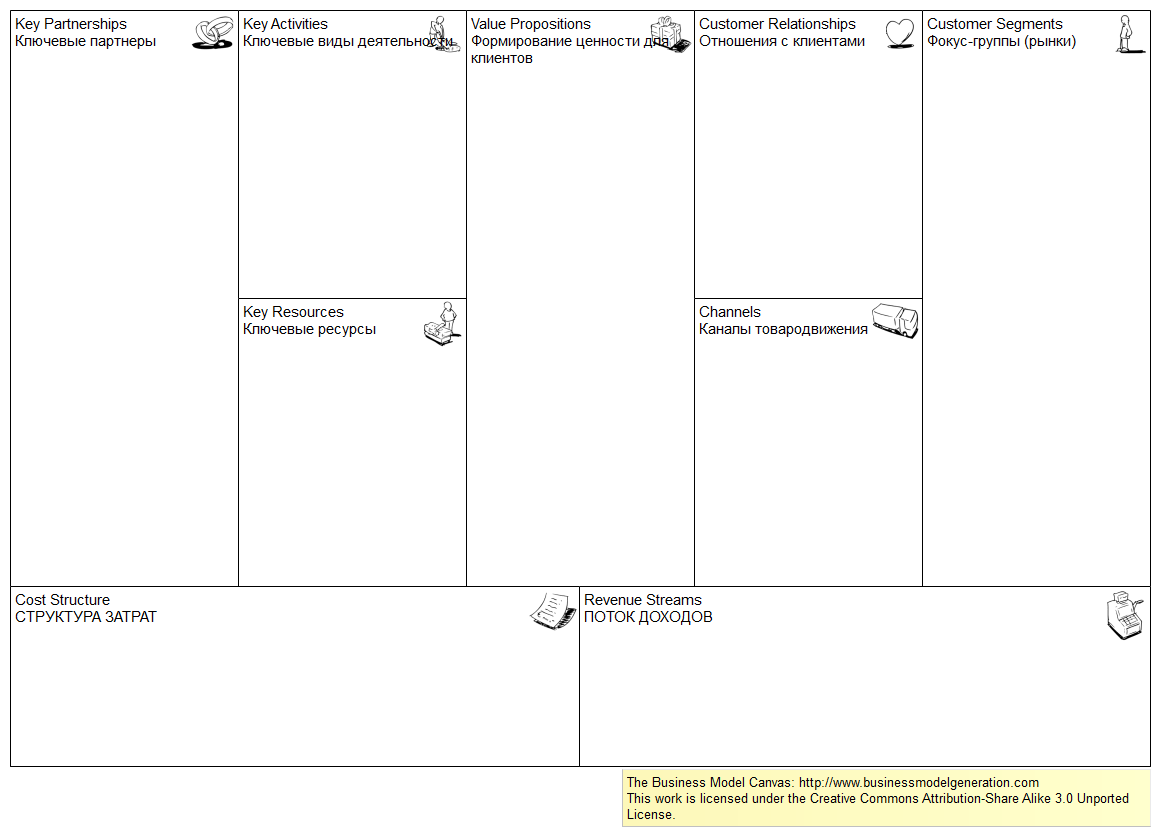 Key Partnerships
Ключевые партнеры
Key Activities
Ключевые виды деятельности
Value Propositions
Формирование ценности для
клиентов
Customer Relationships
Отношения с клиентами
Customer Segments
Фокус-группы (рынки)
Key Resources
Ключевые ресурсы
Channels
Каналы товародвижения
Cost Structure
СТРУКТУРА ЗАТРАТ
Revenue Streams
ПОТОК ДОХОДОВ
The Business Model Canvas: http://www.businessmodelgeneration.com
This work is licensed under the Creative Commons Attribution-Share Alike 3.0 Unported
License.